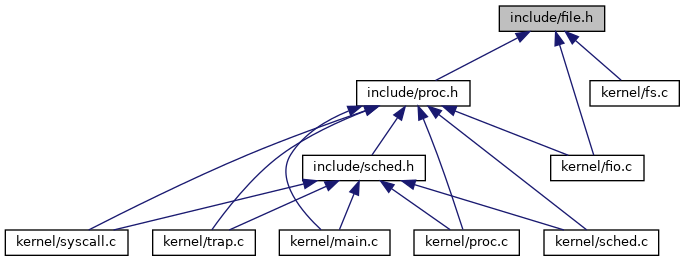 include/file.h
include/proc.h
kernel/fs.c
include/sched.h
kernel/fio.c
kernel/syscall.c
kernel/trap.c
kernel/main.c
kernel/proc.c
kernel/sched.c